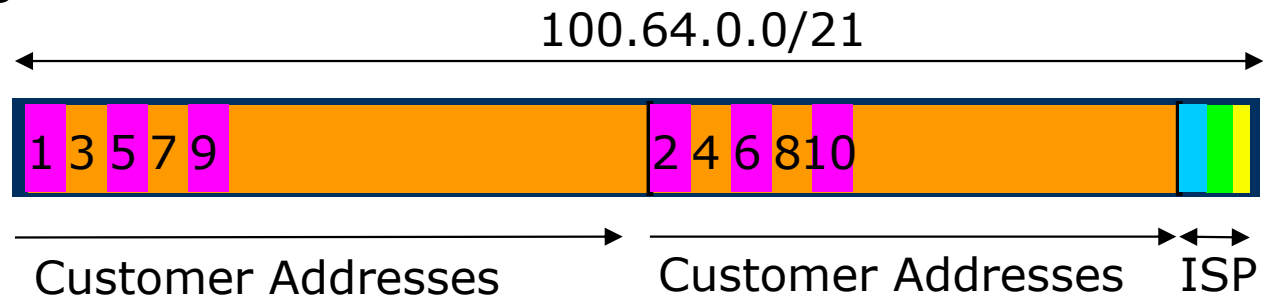 100.64.0.0/21
1 3 5 7 9 2 4 6 8 10
Customer Addresses Customer Addresses ISP